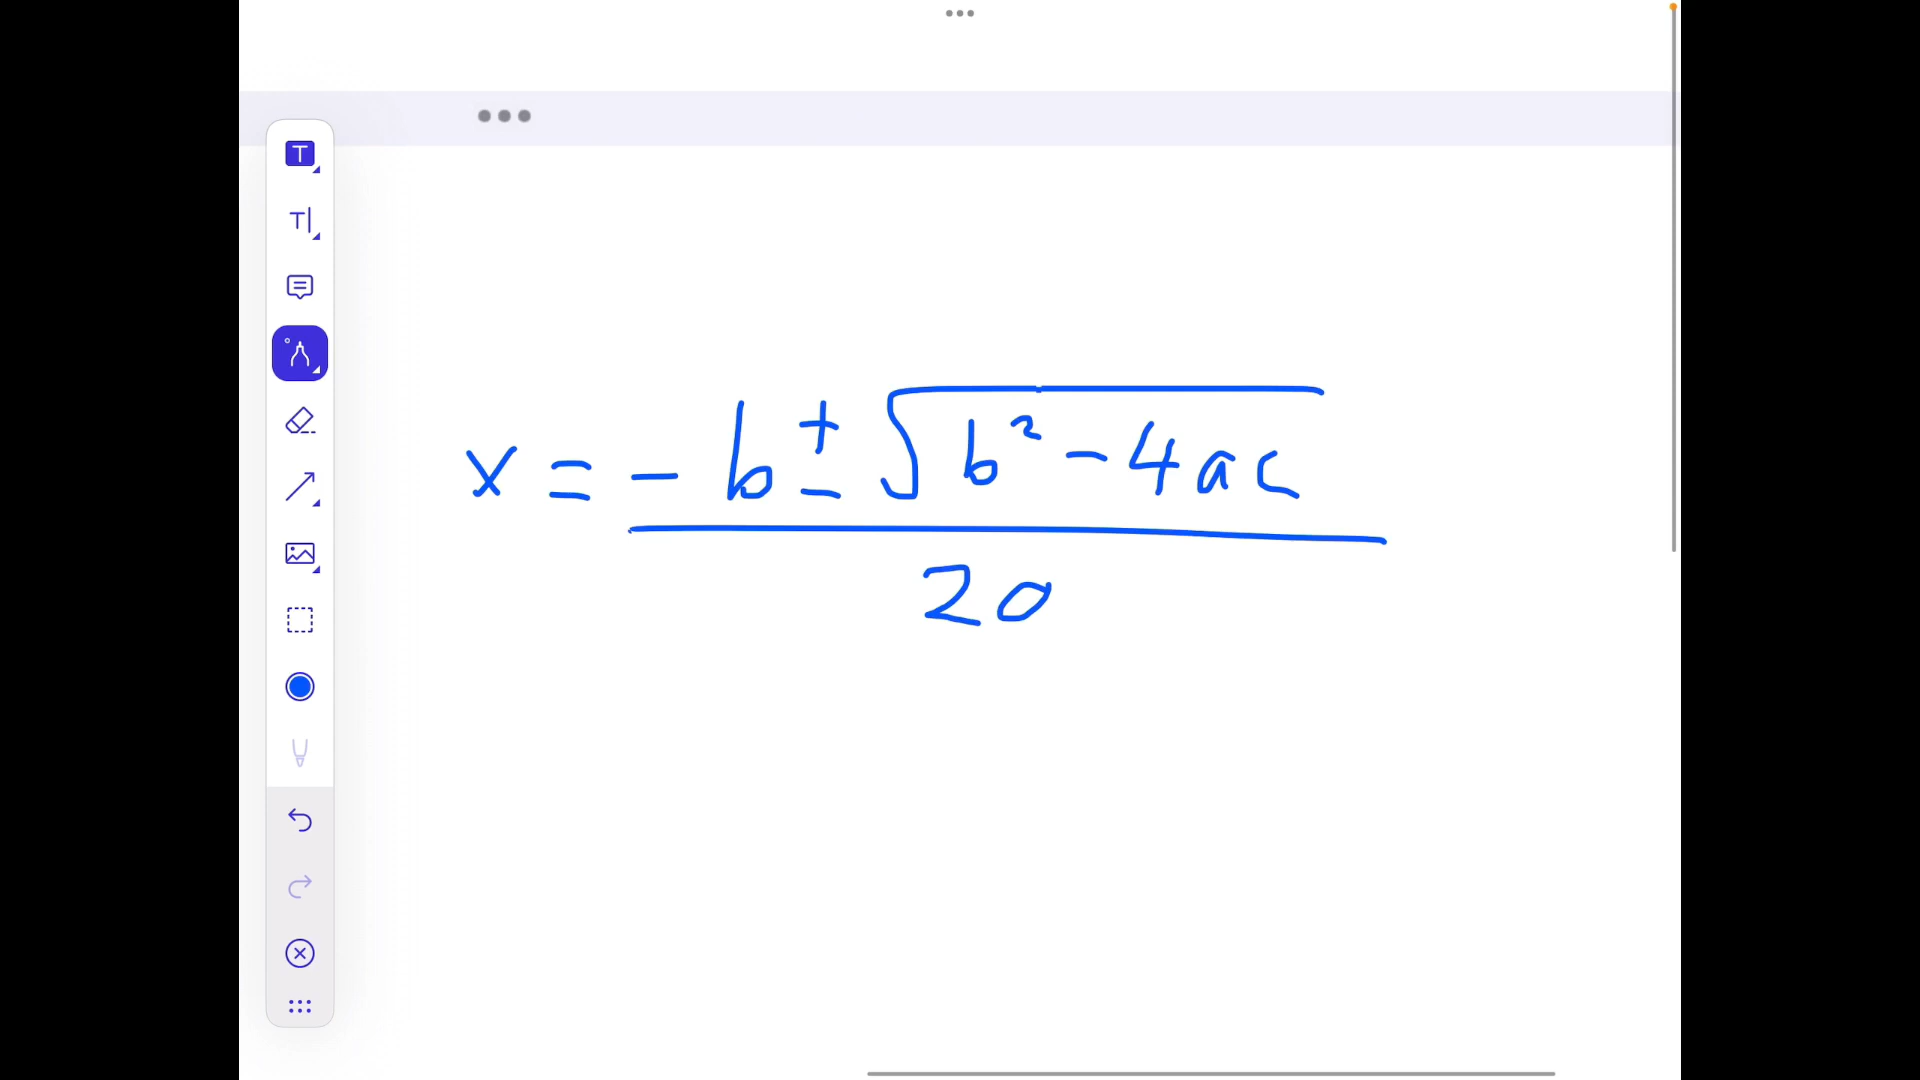 x = - b ± √b² - 4ac
20